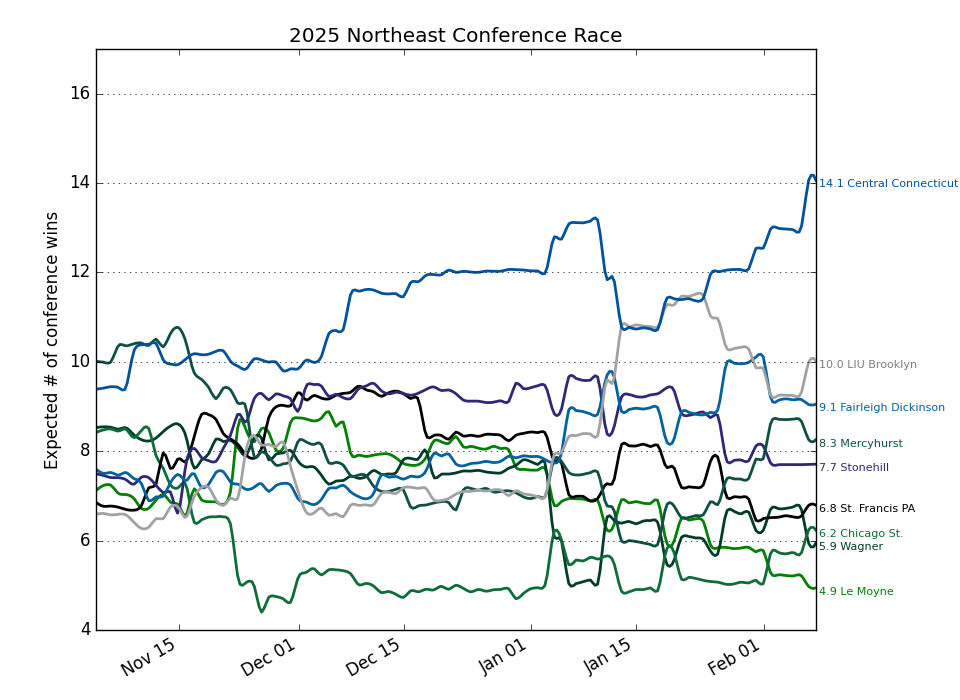 2025 Northeast Conference Race
Expected # of conference wins
16
14
12
10
8
6
4
14.1 Central Connecticut
10.0 LIU Brooklyn
9.1 Fairleigh Dickinson
8.3 Mercyhurst
7.7 Stonehill
6.8 St. Francis PA
6.2 Chicago St.
5.9 Wagner
4.9 Le Moyne
Nov 15
Dec 01
Dec 15
Jan 01
Jan 15
Feb 01